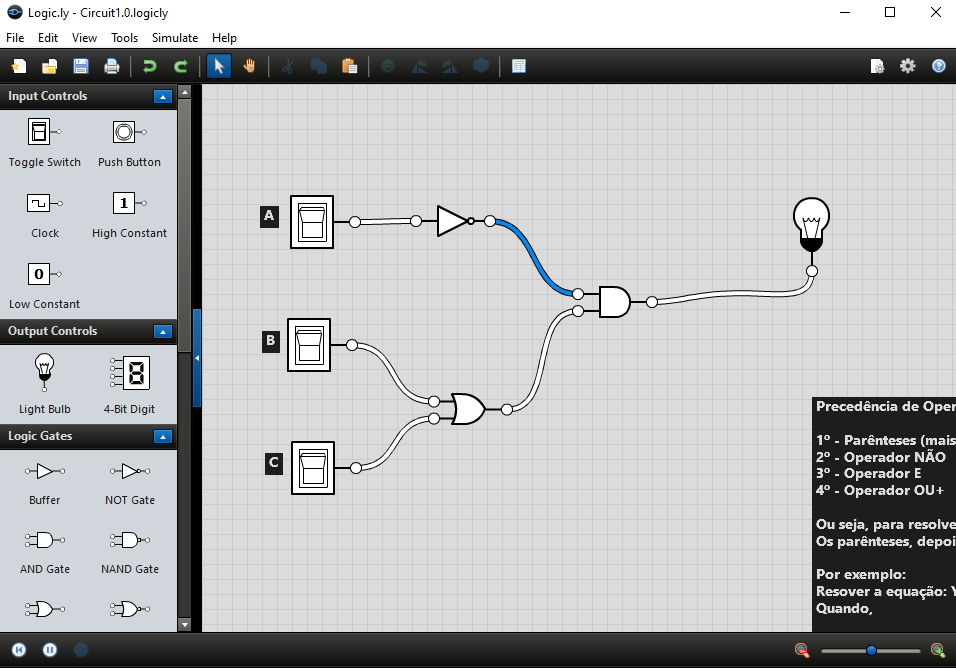 Logic.ly - Circuit1.0.logicly
File Edit View Tools Simulate Help
Input Controls
Toggle Switch Push Button
1
Clock High Constant
0
Low Constant
Output Controls
8
Light Bulb 4-Bit Digit
Logic Gates
Buffer NOT Gate
AND Gate NAND Gate
A
B
C
Precedência de Oper
1º - Parênteses (mais
2º - Operador NÃO
3º - Operador E
4º - Operador OU+
Ou seja, para resolve
Os parênteses, depoi
Por exemplo:
Resover a equação: Y
Quando,